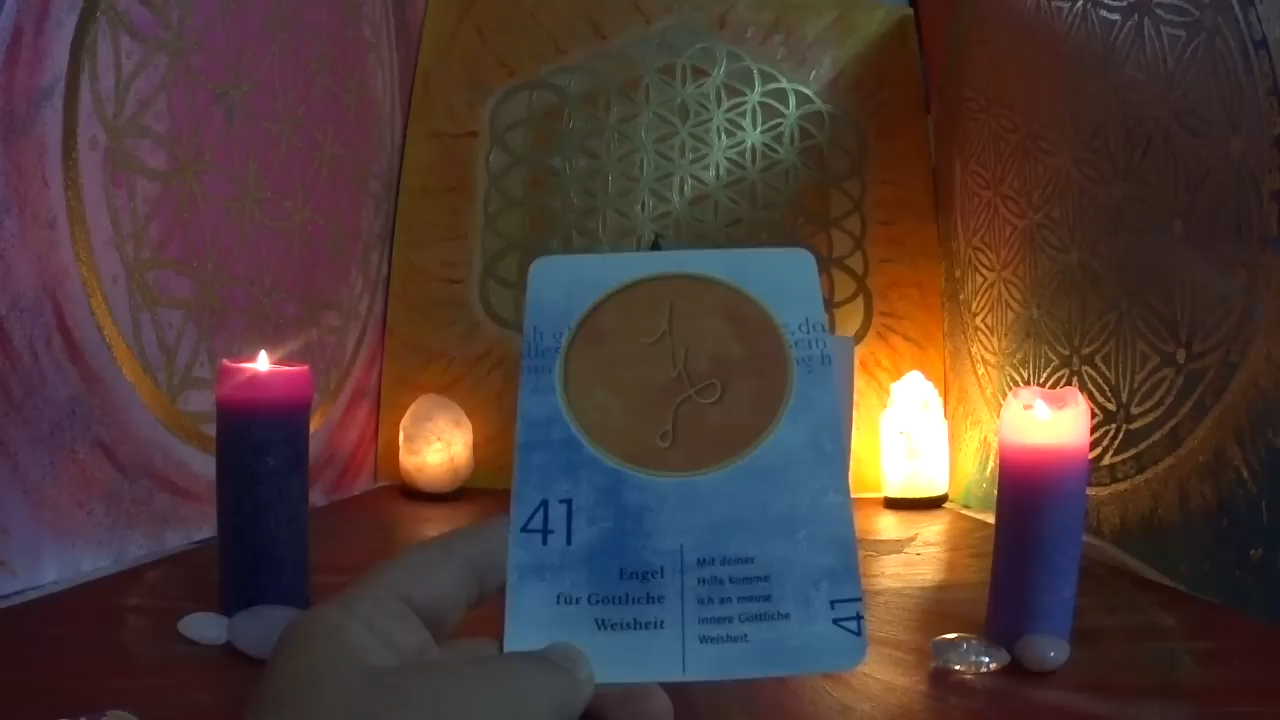 41
Engel
für Göttliche
Weisheit
Mit deiner
Hilfe komme
ich an meine
innere Göttliche
Weisheit.
41